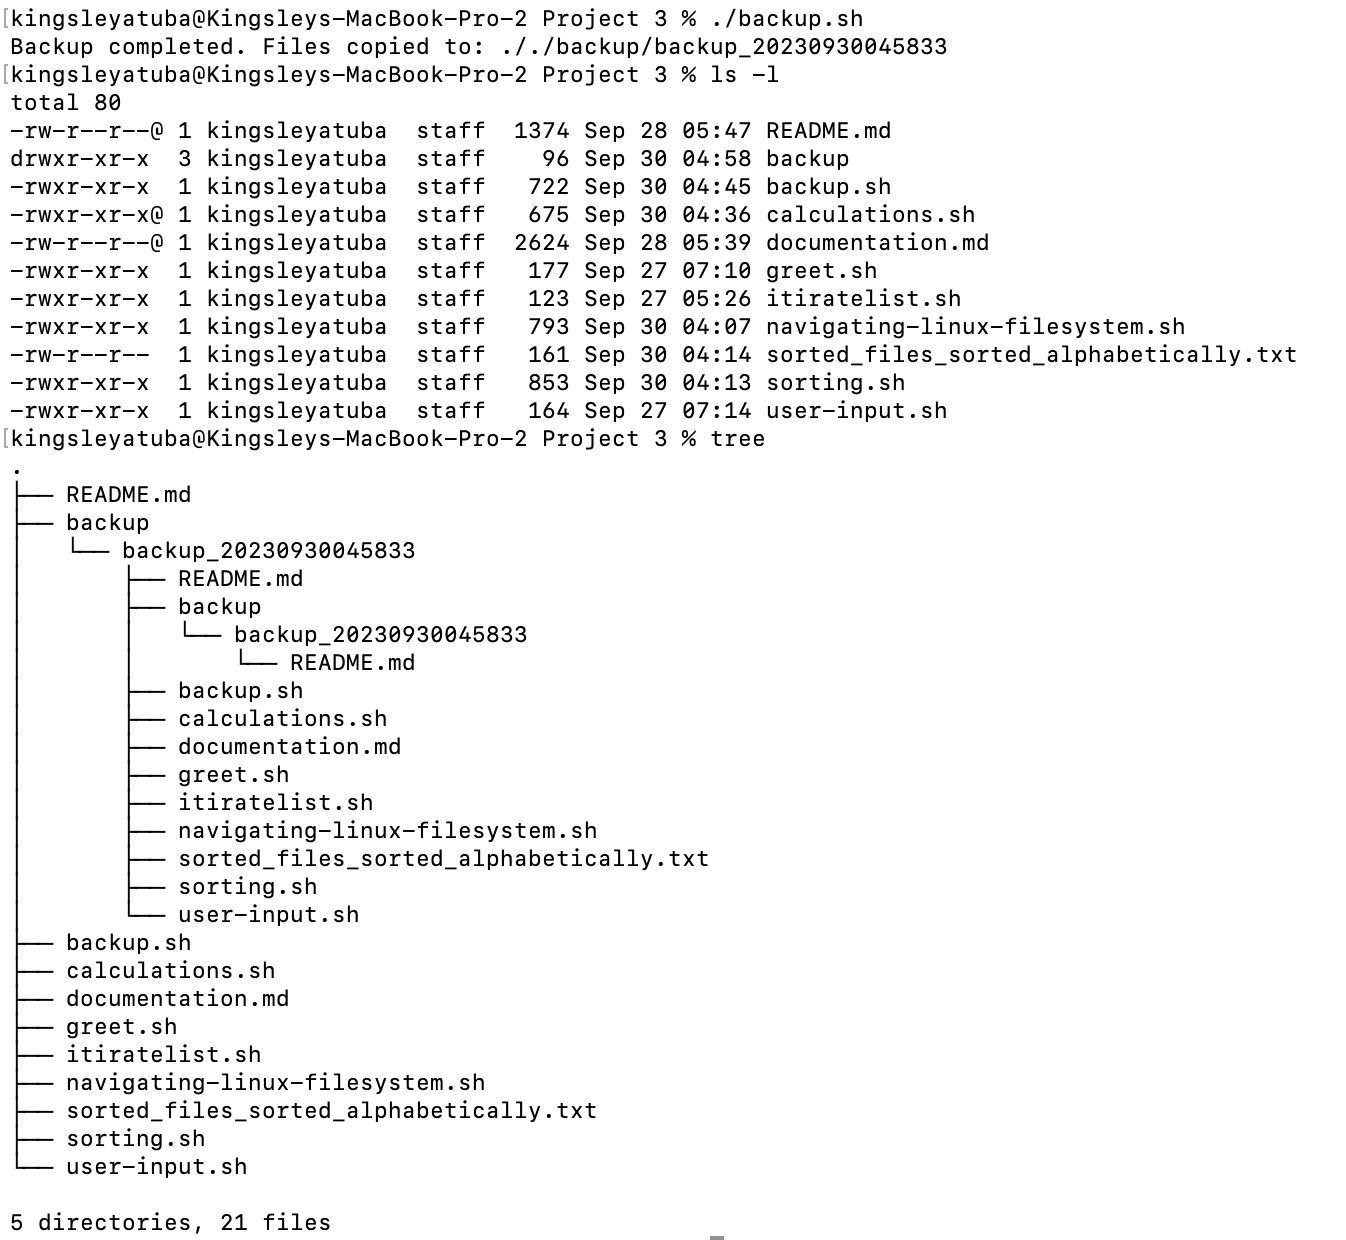 [kingsleyatuba@Kingsleys-MacBook-Pro-2 Project 3 % ./backup.sh
Backup completed. Files copied to: ././backup/backup_20230930045833
[kingsleyatuba@Kingsleys-MacBook-Pro-2 Project 3 % ls -l
total 80
-rw-r--r--@ 1 kingsleyatuba  staff  1374 Sep 28 05:47 README.md
drwxr-xr-x  3 kingsleyatuba  staff    96 Sep 30 04:58 backup
-rwxr-xr-x  1 kingsleyatuba  staff   722 Sep 30 04:45 backup.sh
-rwxr-xr-x@ 1 kingsleyatuba  staff   675 Sep 30 04:36 calculations.sh
-rw-r--r--@ 1 kingsleyatuba  staff  2624 Sep 28 05:39 documentation.md
-rwxr-xr-x  1 kingsleyatuba  staff   177 Sep 27 07:10 greet.sh
-rwxr-xr-x  1 kingsleyatuba  staff   123 Sep 27 05:26 itiratelist.sh
-rwxr-xr-x  1 kingsleyatuba  staff   793 Sep 30 04:07 navigating-linux-filesystem.sh
-rw-r--r--  1 kingsleyatuba  staff   161 Sep 30 04:14 sorted_files_sorted_alphabetically.txt
-rwxr-xr-x  1 kingsleyatuba  staff   853 Sep 30 04:13 sorting.sh
-rwxr-xr-x  1 kingsleyatuba  staff   164 Sep 27 07:14 user-input.sh
[kingsleyatuba@Kingsleys-MacBook-Pro-2 Project 3 % tree
.
├── README.md
├── backup
│   └── backup_20230930045833
│       ├── README.md
│       ├── backup
│       │   └── backup_20230930045833
│       │       └── README.md
│       ├── backup.sh
│       ├── calculations.sh
│       ├── documentation.md
│       ├── greet.sh
│       ├── itiratelist.sh
│       ├── navigating-linux-filesystem.sh
│       ├── sorted_files_sorted_alphabetically.txt
│       ├── sorting.sh
│       └── user-input.sh
├── backup.sh
├── calculations.sh
├── documentation.md
├── greet.sh
├── itiratelist.sh
├── navigating-linux-filesystem.sh
├── sorted_files_sorted_alphabetically.txt
├── sorting.sh
└── user-input.sh
5 directories, 21 files